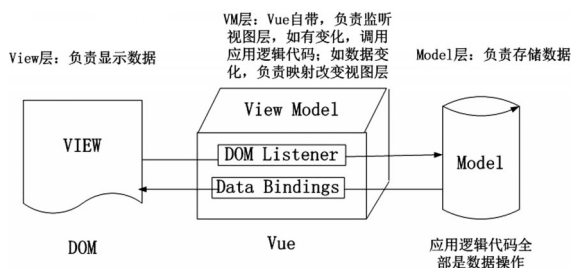 VM层：Vue自带，负责监听
视图层，如有变化，调用
应用逻辑代码；如数据变
化，负责映射改变视图层
View层：负责显示数据
Model层：负责存储数据
View Model
VIEW
DOM Listener
Model
Data Bindings
DOM
Vue
应用逻辑代码全
部是数据操作